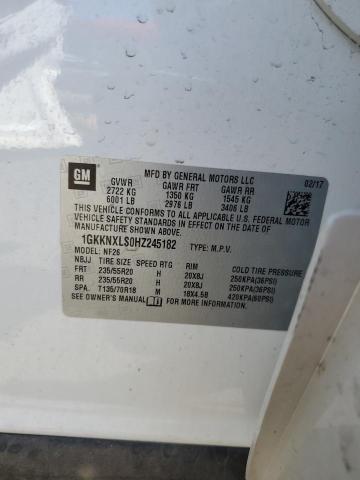 GM
MFD BY GENERAL MOTORS LLC
02/17
GVWR GAWR FRT GAWR RR
2722 KG 1350 KG 1545 KG
6001 LB 2976 LB 3406 LB
THIS VEHICLE CONFORMS TO ALL APPLICABLE U.S. FEDERAL MOTOR
VEHICLE SAFETY STANDARDS IN EFFECT ON THE DATE OF
MANUFACTURE SHOWN ABOVE.
1GKKNXLS0HZ245182 TYPE: M.P.V.
MODEL: NF26
NBJJ TIRE SIZE SPEED RTG RIM COLD TIRE PRESSURE
FRT 235/55R20 H 20X8J 250KPA(36PSI)
RR 235/55R20 H 20X8J 250KPA(36PSI)
SPA. T135/70R18 M 18X4.5B 420KPA(60PSI)
SEE OWNER'S MANUAL FOR MORE INFORMATION.